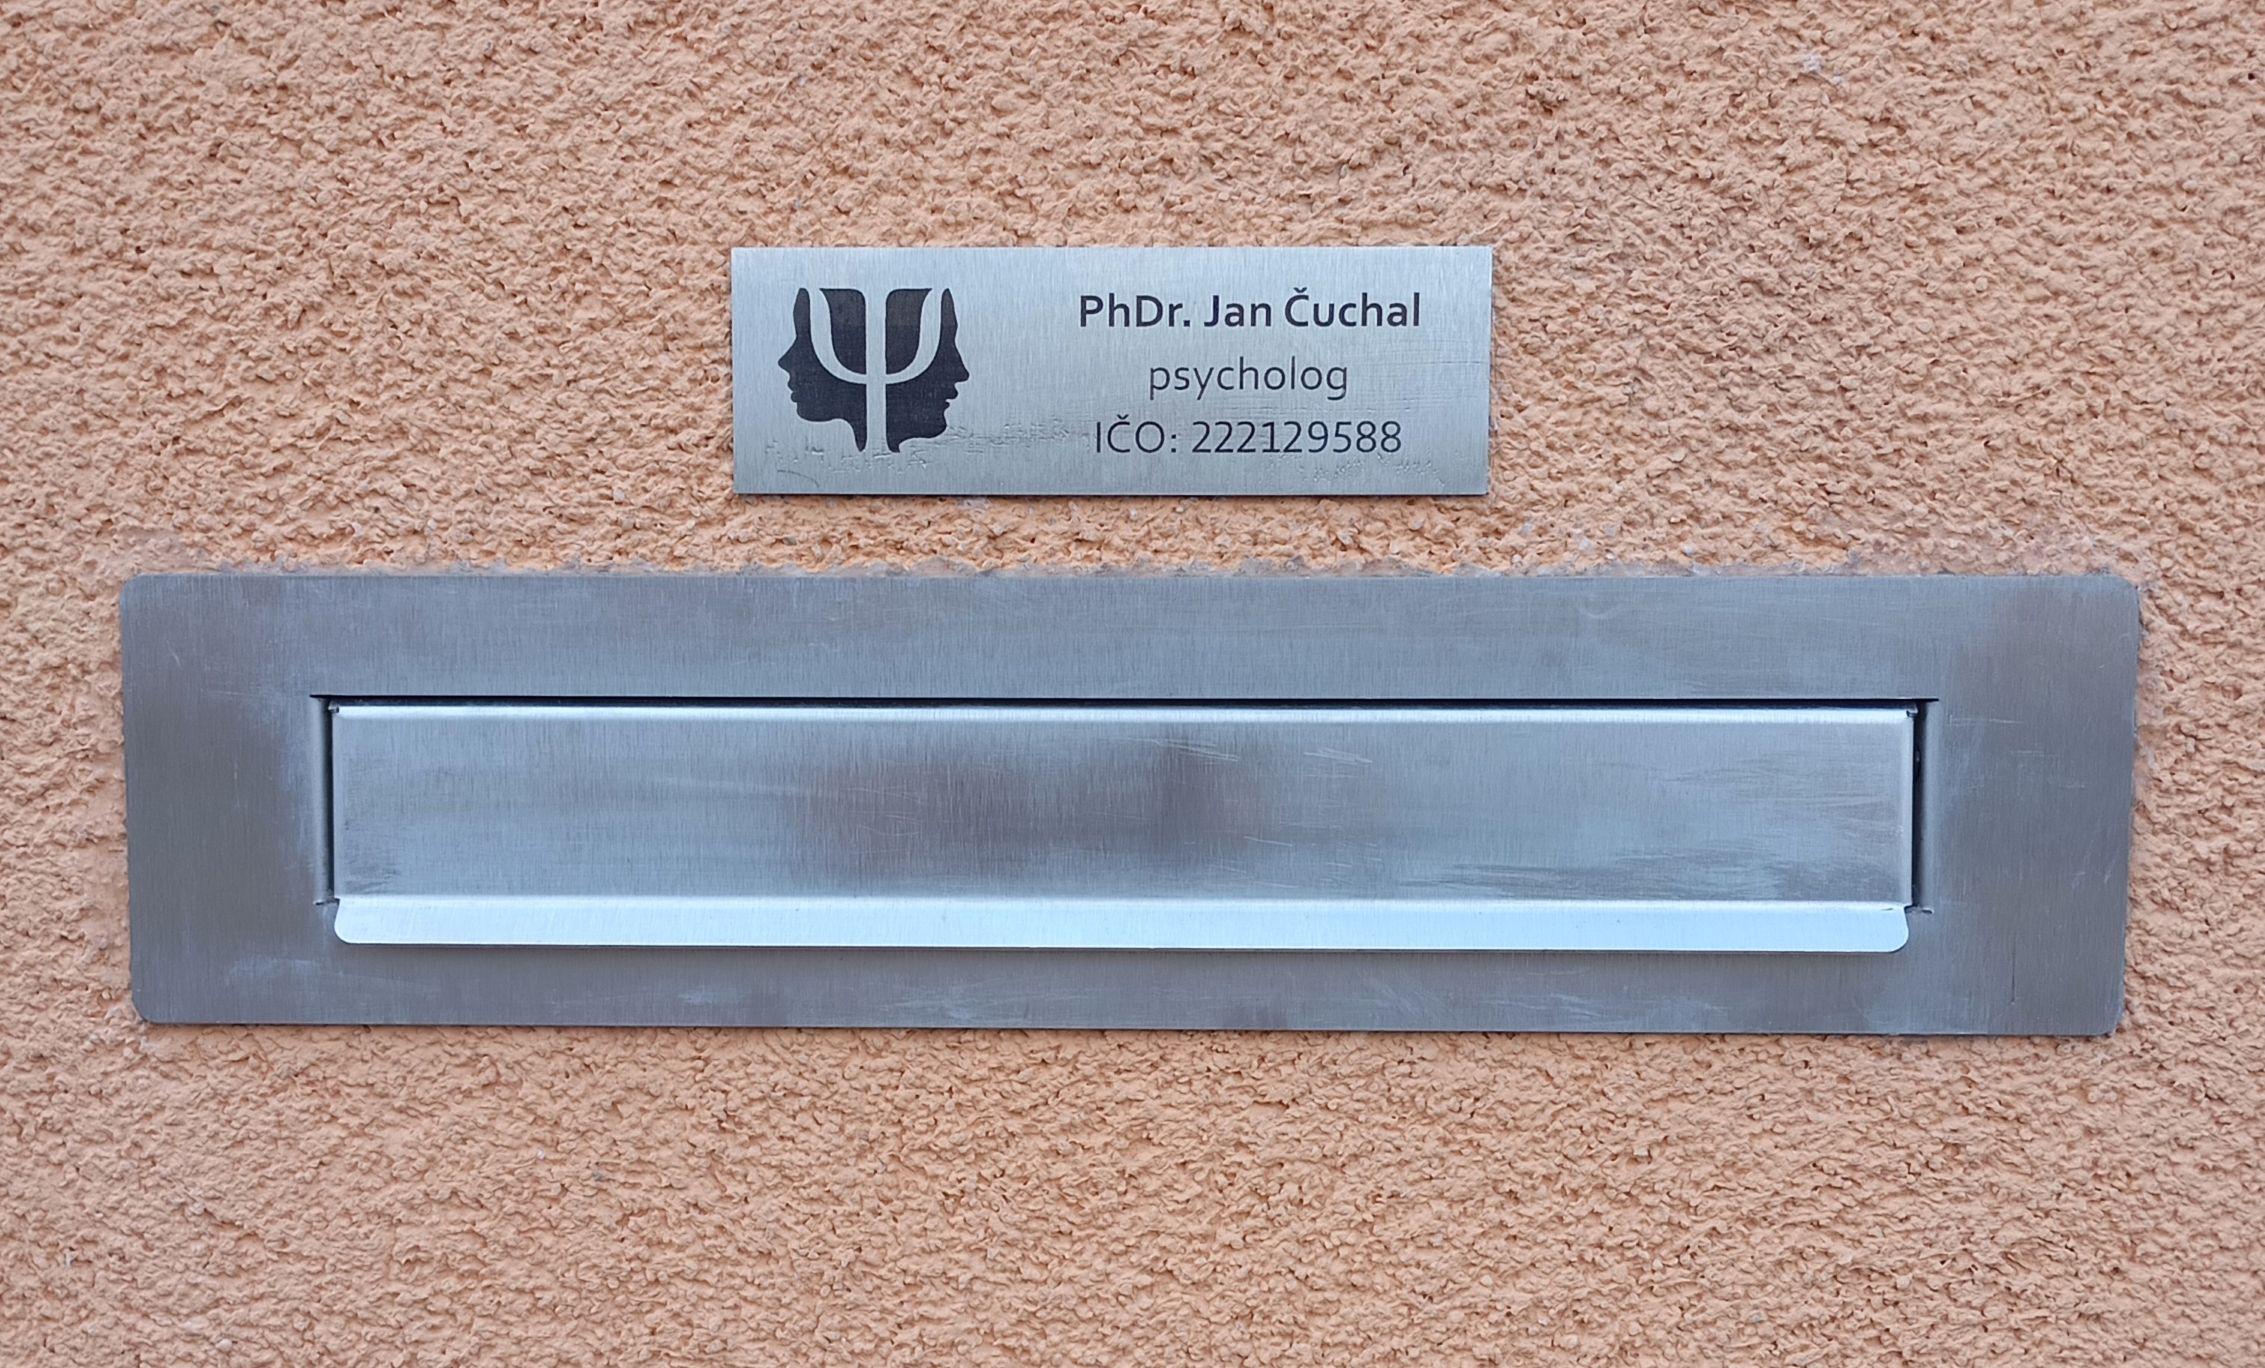 PhDr. Jan Čuchal
psycholog
IČO: 222129588